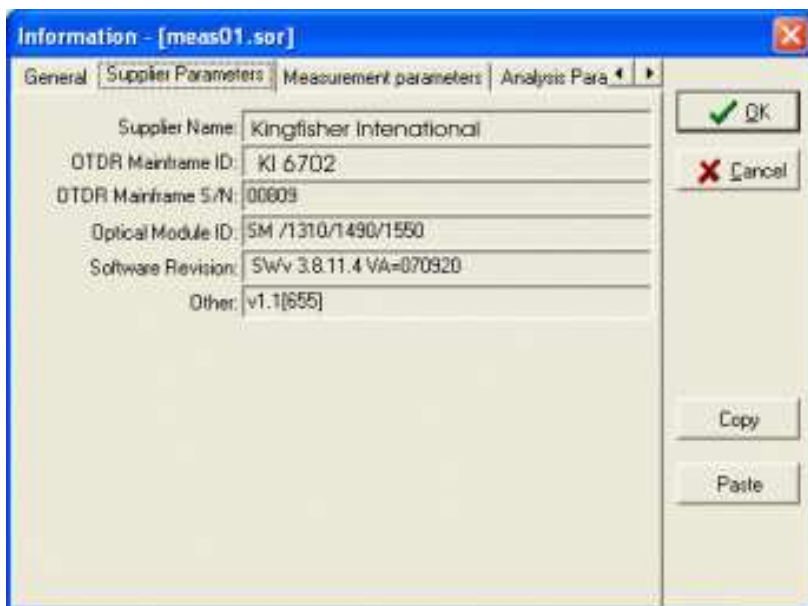 Information - [meas01.sor]
General Supplier Parameters Measurement parameters Analysis Para
Supplier Name: Kingfisher Intenational
OTDR Mainframe ID: KI 6702
OTDR Mainframe S/N: 00809
Optical Module ID: SM /1310/1490/1550
Software Revision: SWv 3.8.11.4 VA=070920
Other: v1.1[655]
OK
Cancel
Copy
Paste